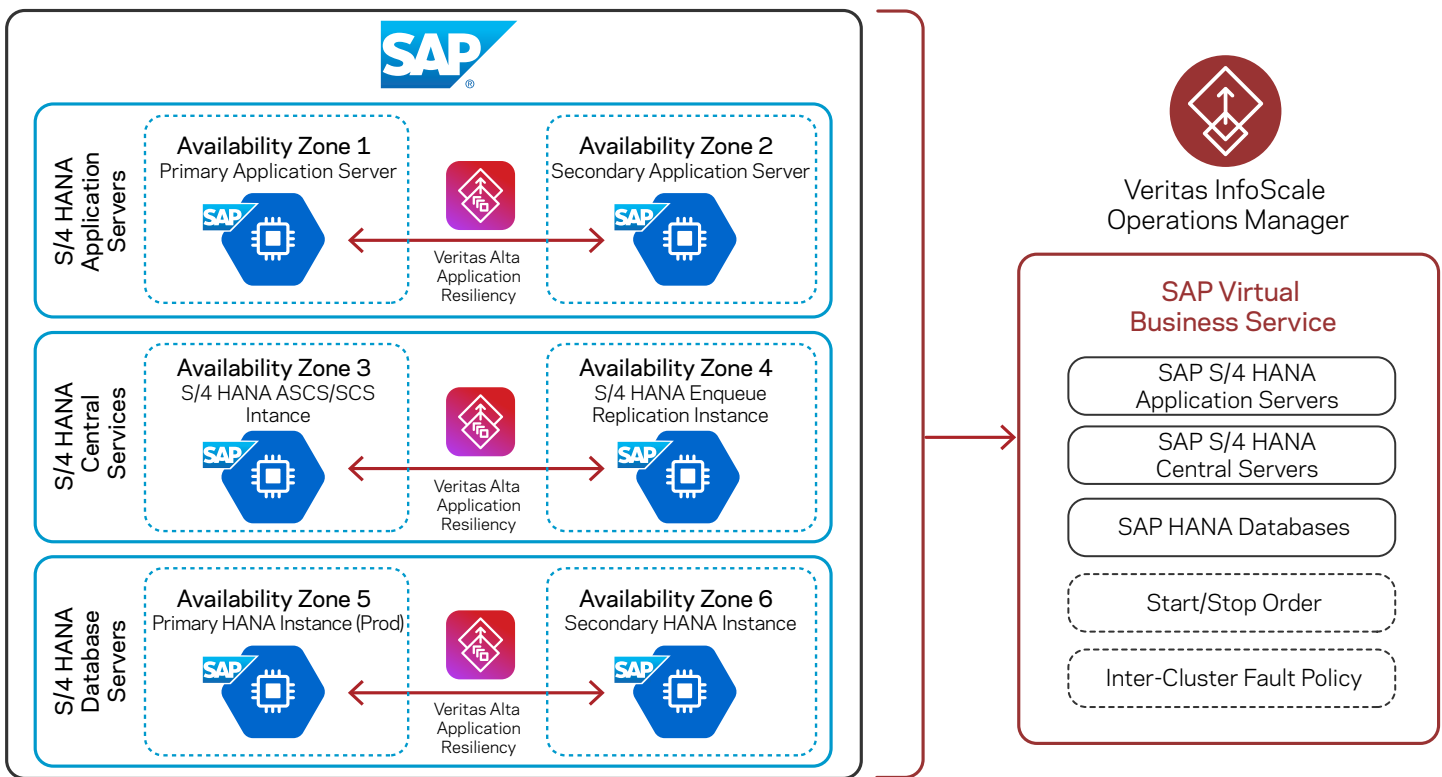 SAP
®
S/4 HANA
Application
Servers
Availability Zone 1
Primary Application Server
SAP
Veritas Alta
Application
Resiliency
Availability Zone 2
Secondary Application Server
SAP
S/4 HANA
Central
Services
Availability Zone 3
S/4 HANA ASCS/SCS
Intance
SAP
Veritas Alta
Application
Resiliency
Availability Zone 4
S/4 HANA Enqueue
Replication Instance
SAP
S/4 HANA
Database
Servers
Availability Zone 5
Primary HANA Instance (Prod)
SAP
Veritas Alta
Application
Resiliency
Availability Zone 6
Secondary HANA Instance
SAP
Veritas InfoScale
Operations Manager
SAP Virtual
Business Service
SAP S/4 HANA
Application Servers
SAP S/4 HANA
Central Servers
SAP HANA Databases
Start/Stop Order
Inter-Cluster Fault Policy